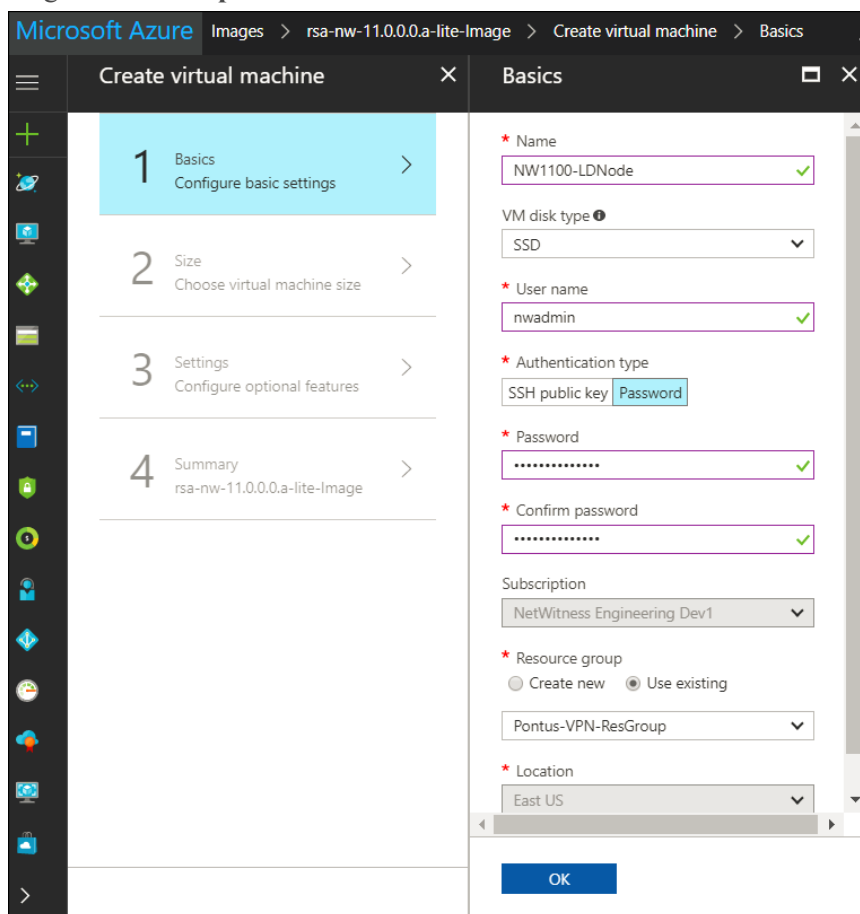 Microsoft Azure Images > rsa-nw-11.0.0.0.a-lite-Image > Create virtual machine > Basics
Create virtual machine
Basics
1
Basics
Configure basic settings
2
Size
Choose virtual machine size
3
Settings
Configure optional features
4
Summary
rsa-nw-11.0.0.0.a-lite-Image
* Name
NW1100-LDNode
VM disk type
SSD
* User name
nwadmin
* Authentication type
SSH public key Password
* Password
••••••••••••••
* Confirm password
••••••••••••••
Subscription
NetWitness Engineering Dev1
* Resource group
Create new Use existing
Pontus-VPN-ResGroup
* Location
East US
OK